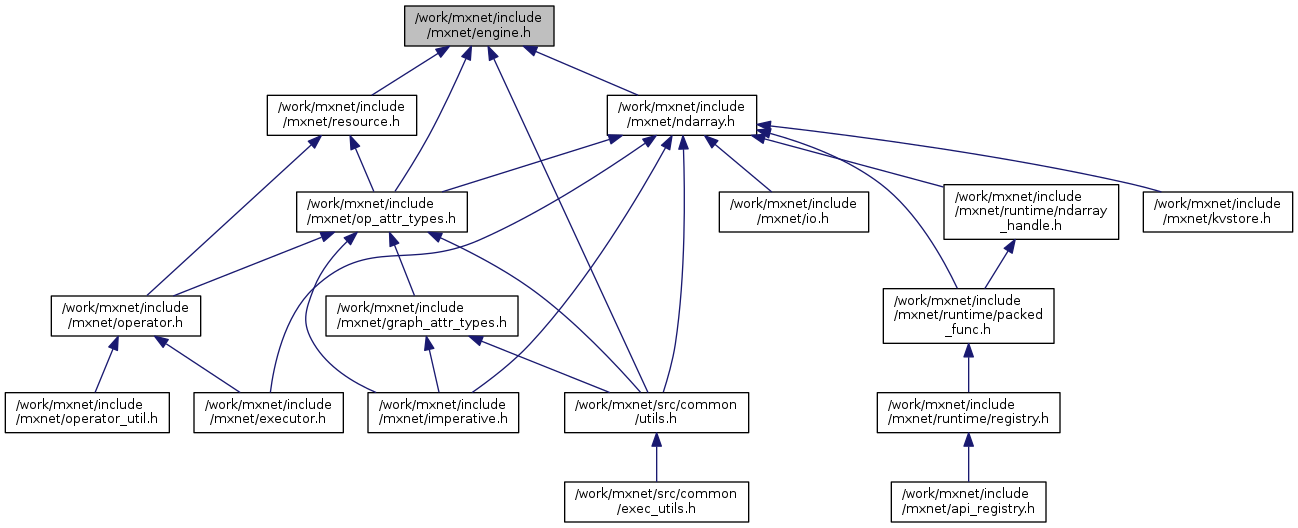 /work/mxnet/include
/mxnet/engine.h
/work/mxnet/include
/mxnet/resource.h
/work/mxnet/include
/mxnet/ndarray.h
/work/mxnet/include
/mxnet/op_attr_types.h
/work/mxnet/include
/mxnet/io.h
/work/mxnet/include
/mxnet/runtime/ndarray
_handle.h
/work/mxnet/include
/mxnet/kvstore.h
/work/mxnet/include
/mxnet/operator.h
/work/mxnet/include
/mxnet/graph_attr_types.h
/work/mxnet/include
/mxnet/runtime/packed
_func.h
/work/mxnet/include
/mxnet/operator_util.h
/work/mxnet/include
/mxnet/executor.h
/work/mxnet/include
/mxnet/imperative.h
/work/mxnet/src/common
/utils.h
/work/mxnet/include
/mxnet/runtime/registry.h
/work/mxnet/src/common
/exec_utils.h
/work/mxnet/include
/mxnet/api_registry.h